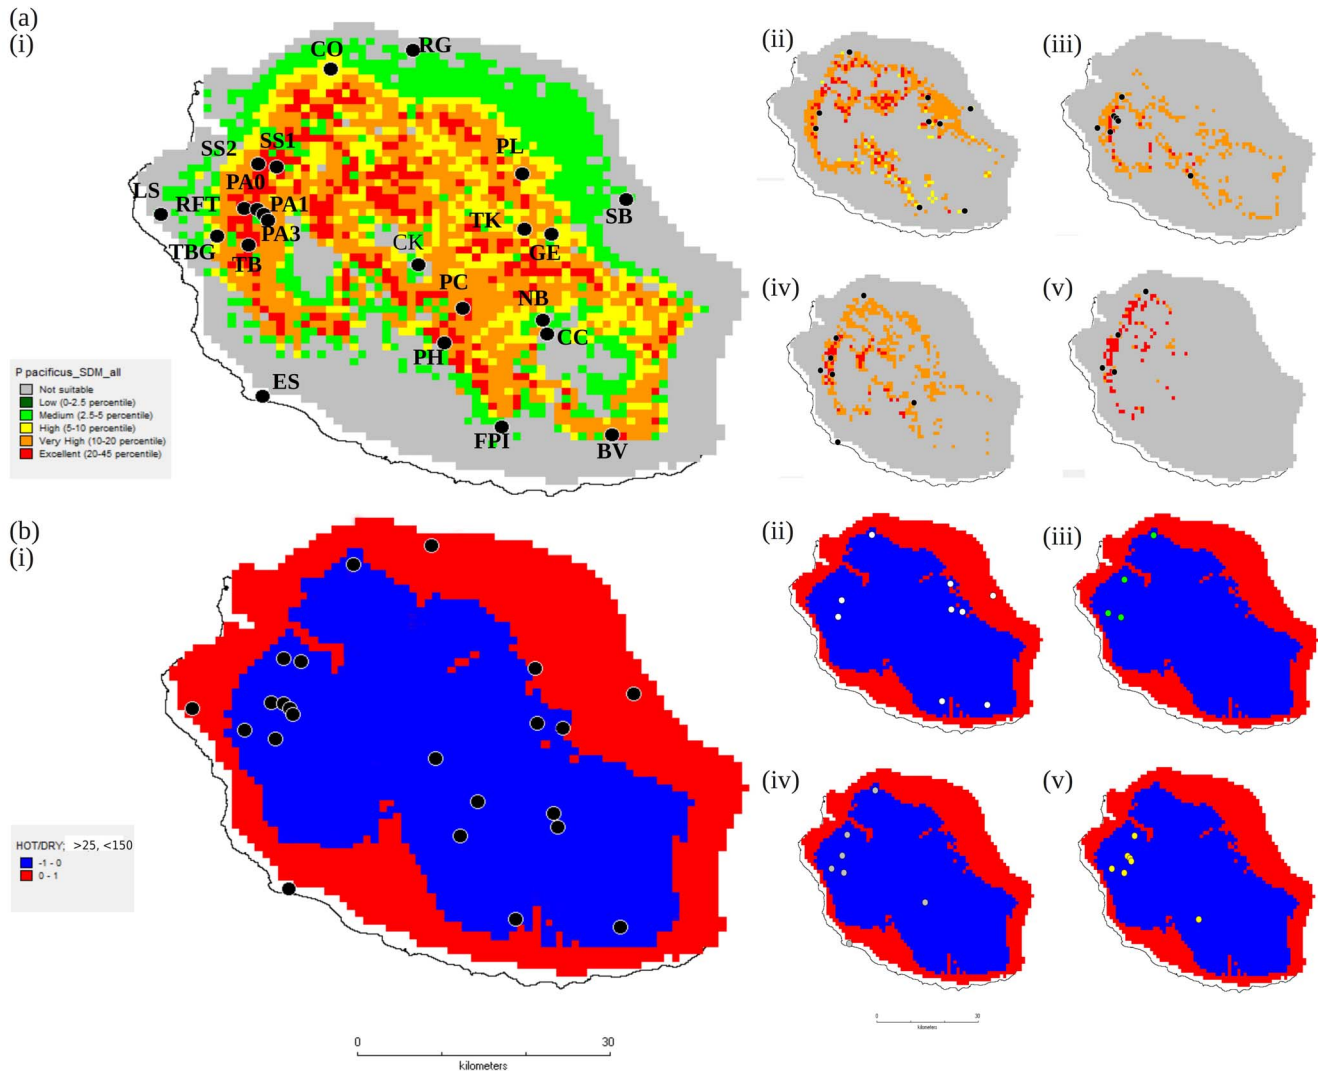 (a)
(i)
CO
RG
(ii)
(iii)
SS2
SS1
PL
PA0
LS
RFT
PA1
SB
TK
PA3
TBG
CK
GE
TB
PC
NB
(iv)
(v)
CC
PH
P pacificus_SDM_all
Not suitable
Low (0-2.5 percentile)
Medium (2.5-5 percentile)
High (5-10 percentile)
Very High (10-20 percentile)
Excellent (20-45 percentile)
ES
FPI
BV
(b)
(i)
(ii)
(iii)
(iv)
(v)
HOT/DRY; >25, <150
-1 - 0
0 - 1
0 30
kilometers
0 30
kilometers